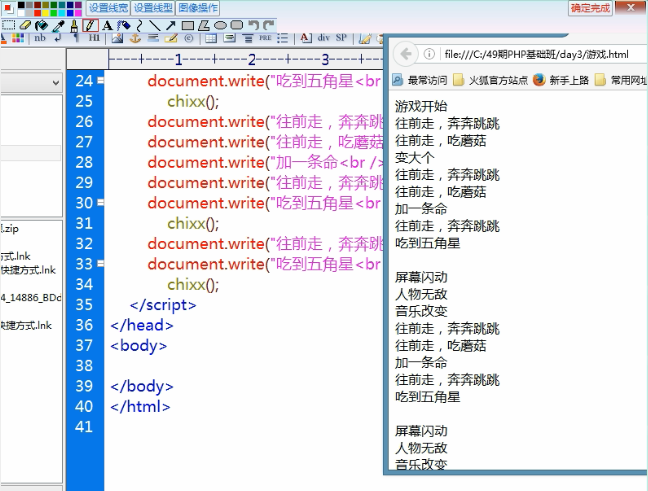 设置线宽 设置线型 图像操作
确定完成
nb ¶ H1 PRE div SP
----+----1----+----2----+----3----+-
file:///C:/49期PHP基础班/day3/游戏.html
最常访问 火狐官方站点 新手上路 常用网址
24 document.write("吃到五角星<br
25 chixx();
26 document.write("往前走，奔奔跳
27 document.write("往前走，吃蘑菇
28 document.write("加一条命<br />
29 document.write("往前走，奔奔跳
30 document.write("吃到五角星<br
31 chixx();
32 document.write("往前走，奔奔跳
33 document.write("吃到五角星<br
34 chixx();
35 </script>
36 </head>
37 <body>
38
39 </body>
40 </html>
41
.zip
式.lnk
快捷方式.lnk
4_14886_BDd
快捷方式.lnk
游戏开始
往前走，奔奔跳跳
往前走，吃蘑菇
变大个
往前走，奔奔跳跳
往前走，吃蘑菇
加一条命
往前走，奔奔跳跳
吃到五角星
屏幕闪动
人物无敌
音乐改变
往前走，奔奔跳跳
往前走，吃蘑菇
加一条命
往前走，奔奔跳跳
吃到五角星
屏幕闪动
人物无敌
音乐改变